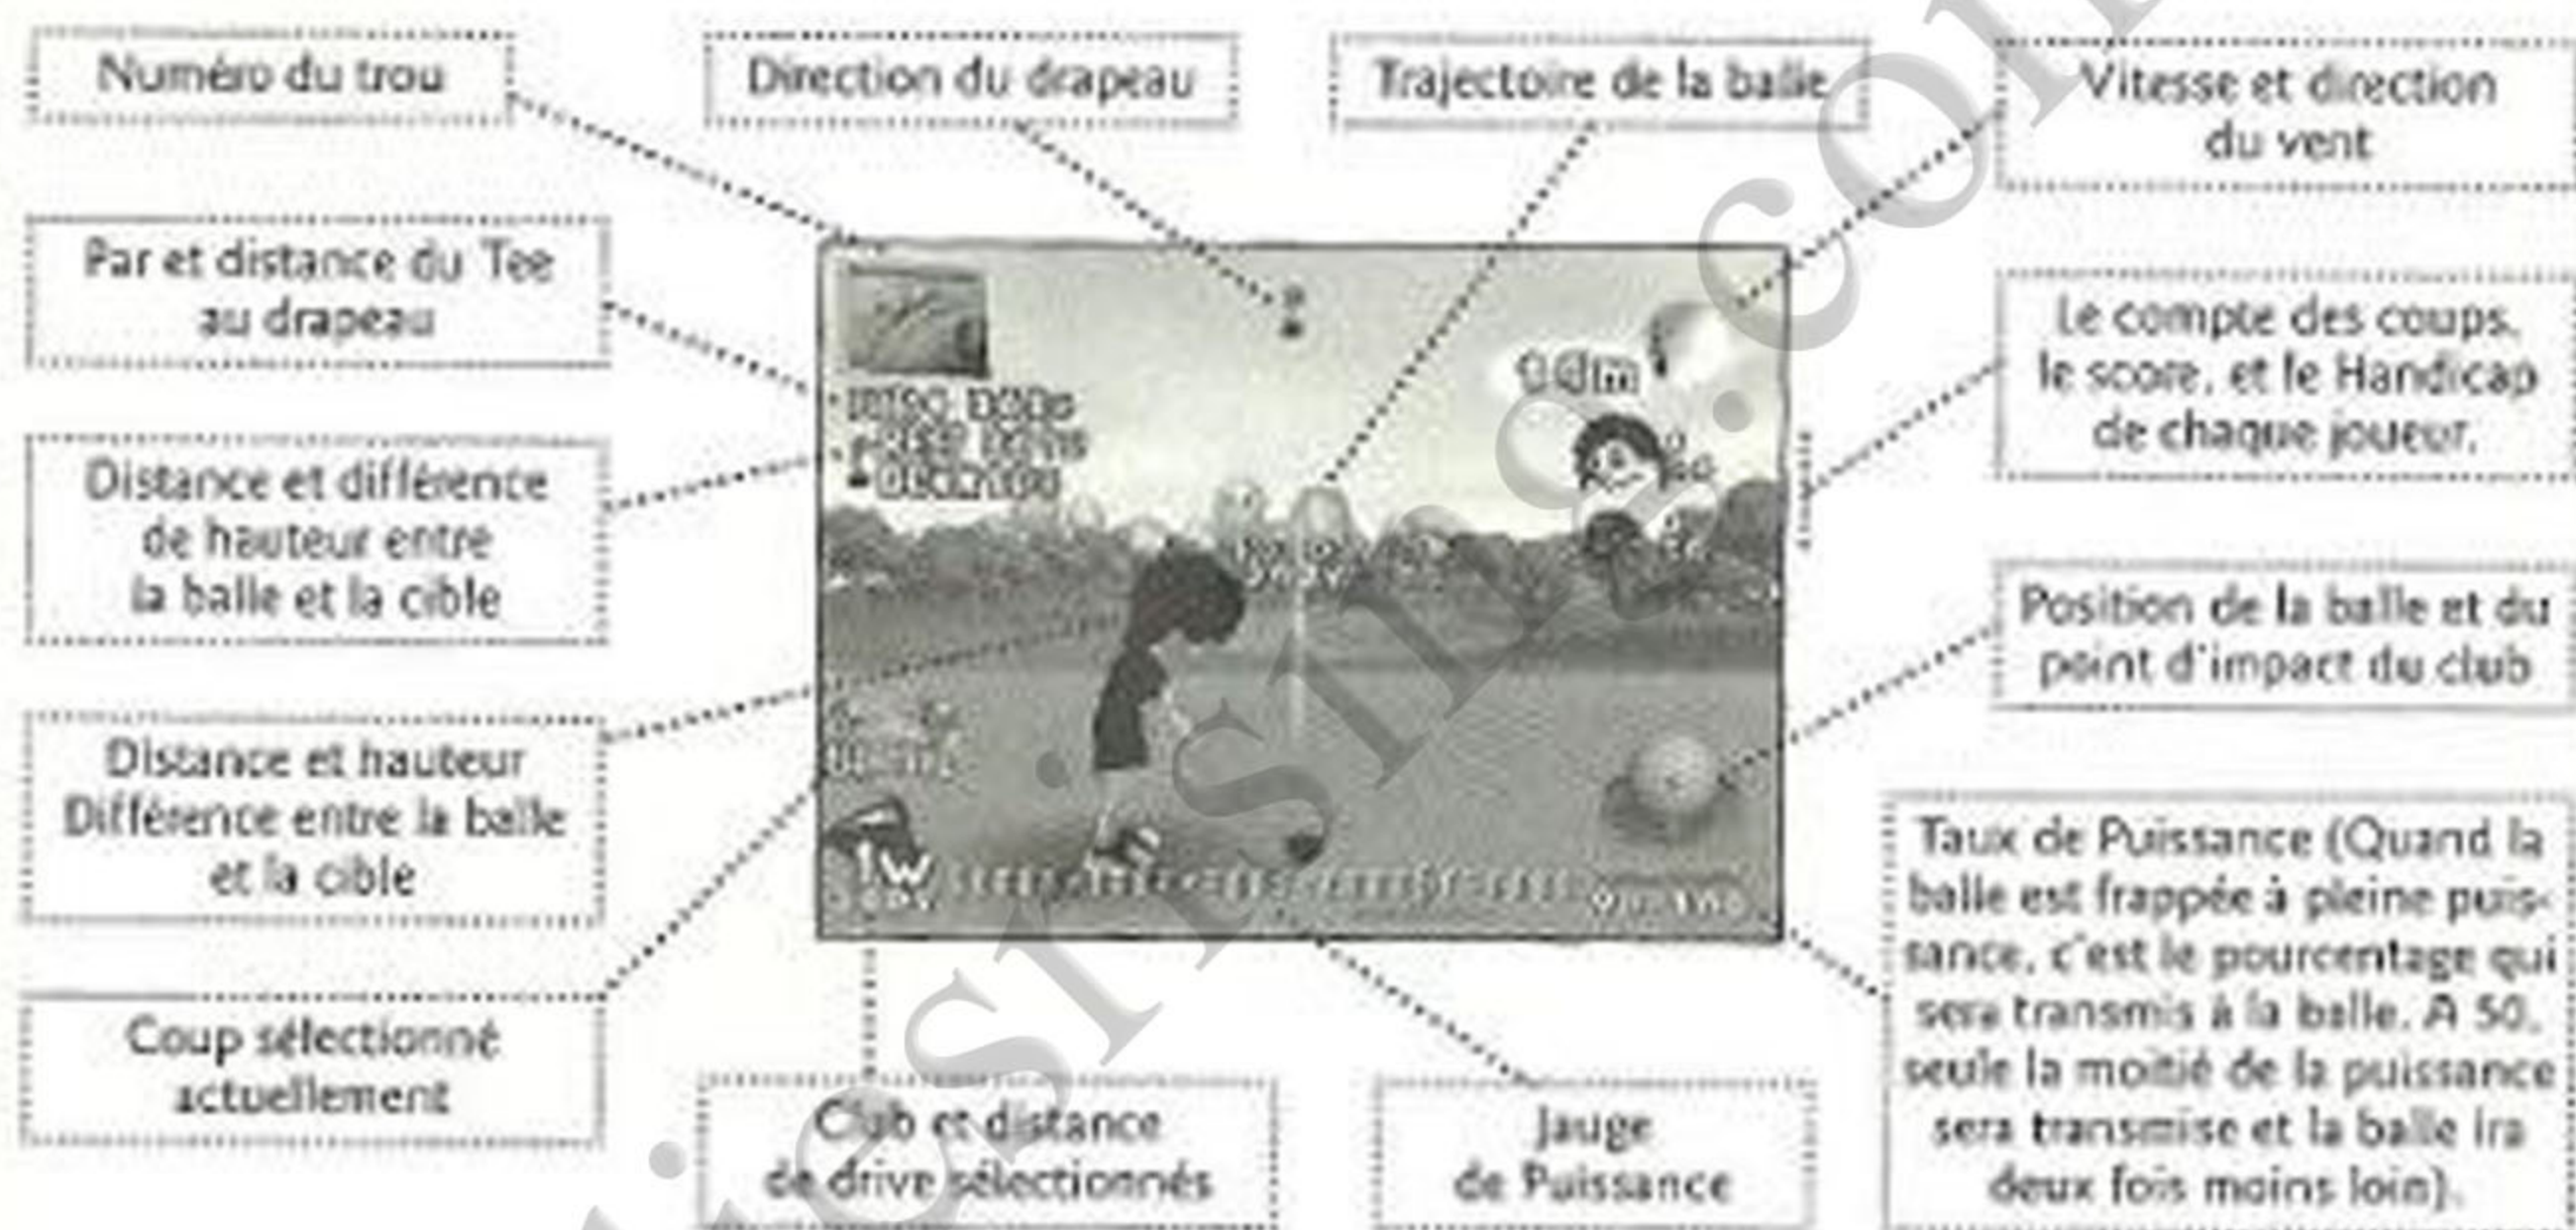 Numéro du trou
Direction du drapeau
Trajectoire de la balle
Vitesse et direction
du vent
Par et distance du Tee
au drapeau
Le compte des coups,
le score, et le Handicap
de chaque joueur.
Distance et différence
de hauteur entre
la balle et la cible
Position de la balle et du
point d'impact du club
Distance et hauteur
Différence entre la balle
et la cible
Taux de Puissance (Quand la
balle est frappée à pleine puis-
sance, c'est le pourcentage qui
sera transmis à la balle. A 50,
seule la moitié de la puissance
sera transmise et la balle ira
deux fois moins loin).
Coup sélectionné
actuellement
Club et distance
de drive sélectionnés
Jauge
de Puissance
1W